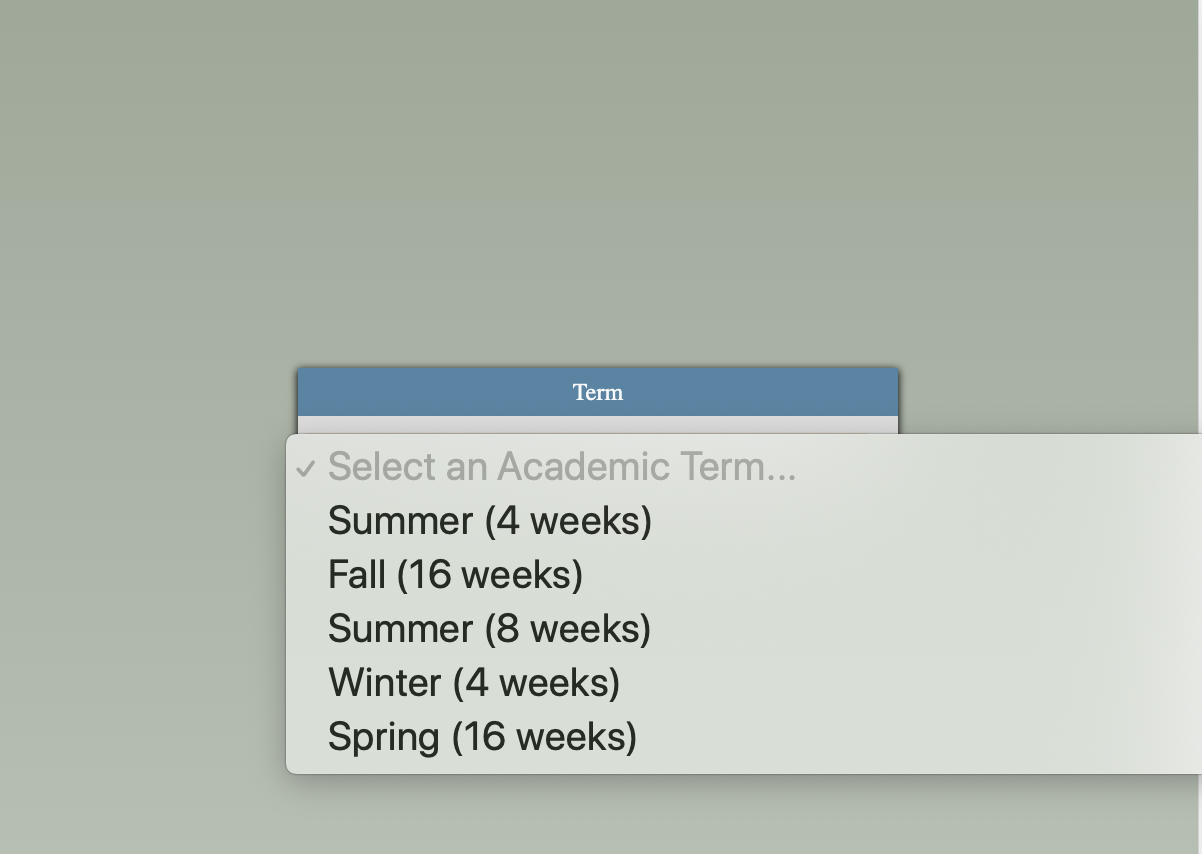 Term
Select an Academic Term...
Summer (4 weeks)
Fall (16 weeks)
Summer (8 weeks)
Winter (4 weeks)
Spring (16 weeks)